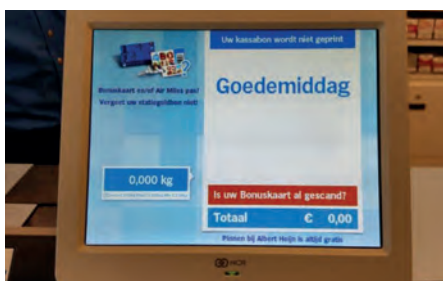 Uw kassabon wordt niet geprint
Bonuskaart en/of Air Miles pas?
Vergeet uw statiegeldbon niet!
Goedemiddag
0,000 kg
Is uw Bonuskaart al gescand?
Totaal € 0,00
Pinnen bij Albert Heijn is altijd gratis
NCR